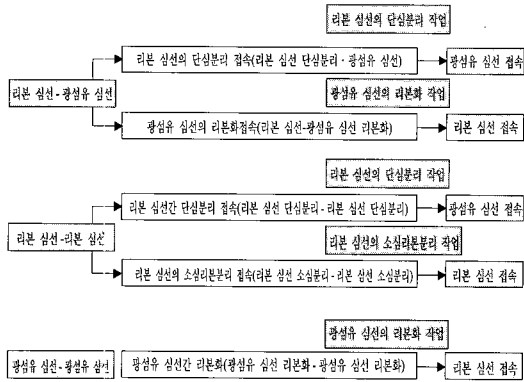 리본 심선의 단심분리 작업
리본 심선의 단심분리 접속(리본 심선 단심분리 · 광섬유 심선)
광섬유 심선 접속
리본 심선 - 광섬유 심선
광섬유 심선의 리본화 작업
광섬유 심선의 리본화접속(리본 심선-광섬유 심선 리본화)
리본 심선 접속
리본 심선의 단심분리 작업
리본 심선간 단심분리 접속(리본 심선 단심분리 - 리본 심선 단심분리)
광섬유 심선 접속
리본 심선 -리본 심선
리본 심선의 소심리본분리 작업
리본 심선의 소심리본분리 접속(리본 심선 소심분리 - 리본 심선 소심분리)
리본 심선 접속
광섬유 심선의 리본화 작업
광섬유 심선 - 광섬유 심선
광섬유 심선간 리본화(광섬유 심선 리본화 - 광섬유 심선 리본화)
리본 심선 접속